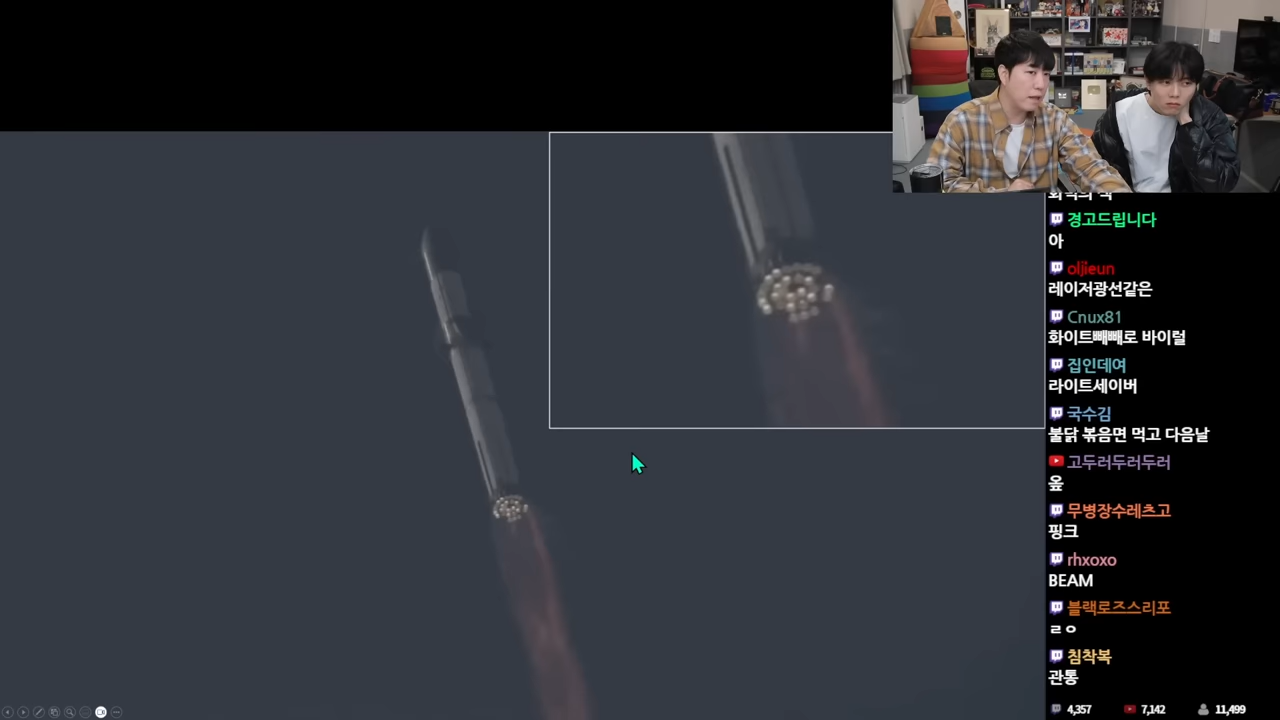 경고드립니다
아
oljieun
레이저광선같은
Cnux81
화이트빼빼로 바이럴
집인데여
라이트세이버
국수김
불닭 볶음면 먹고 다음날
고두러두러두러
옾
무병장수레츠고
핑크
rhxoxo
BEAM
블랙로즈스리포
ㄹㅇ
침착복
관통
4,357
7,142
11,499